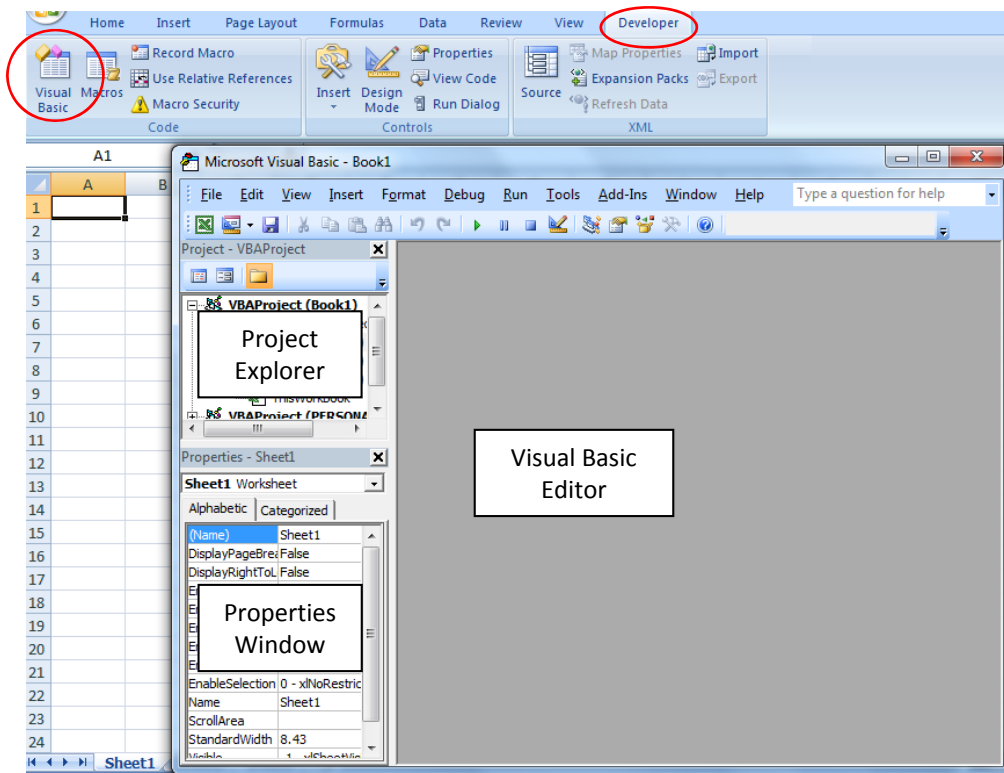 Home Insert Page Layout Formulas Data Review View Developer
Record Macro
Use Relative References
Macro Security
Visual Basic
Macros
Code
Insert
Design Mode
Properties
View Code
Run Dialog
Controls
Source
Map Properties
Expansion Packs
Refresh Data
Import
Export
XML
A1
A B
1
2
3
4
5
6
7
8
9
10
11
12
13
14
15
16
17
18
19
20
21
22
23
24
Sheet1
Microsoft Visual Basic - Book1
File Edit View Insert Format Debug Run Tools Add-Ins Window Help
Type a question for help
Project - VBAProject
VBAProject (Book1)
Project
Explorer
ThisWorkbook
VBAProject (PERSONA
Properties - Sheet1
Sheet1 Worksheet
Alphabetic Categorized
(Name) Sheet1
DisplayPageBrea False
DisplayRightToL False
Properties
Window
EnableSelection 0 - xlNoRestric
Name Sheet1
ScrollArea
StandardWidth 8.43
Visual Basic
Editor